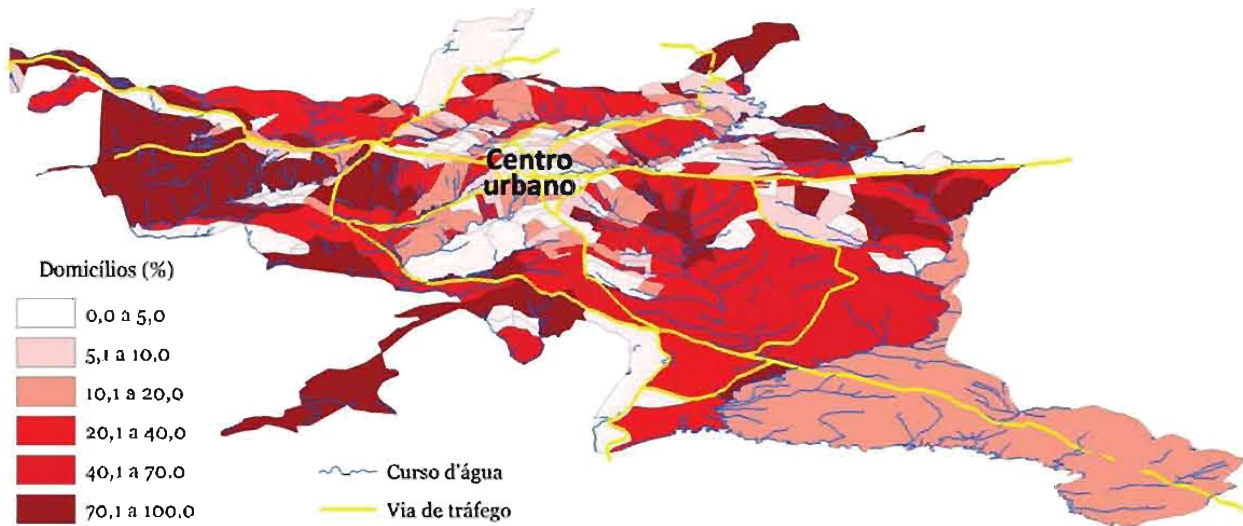 Centro
urbano
Domicílios (%)
0,0 a 5,0
5,1 a 10,0
10,1 a 20,0
20,1 a 40,0
40,1 a 70.0
70,1 a 100,0
Curso d'água
Via de tráfego